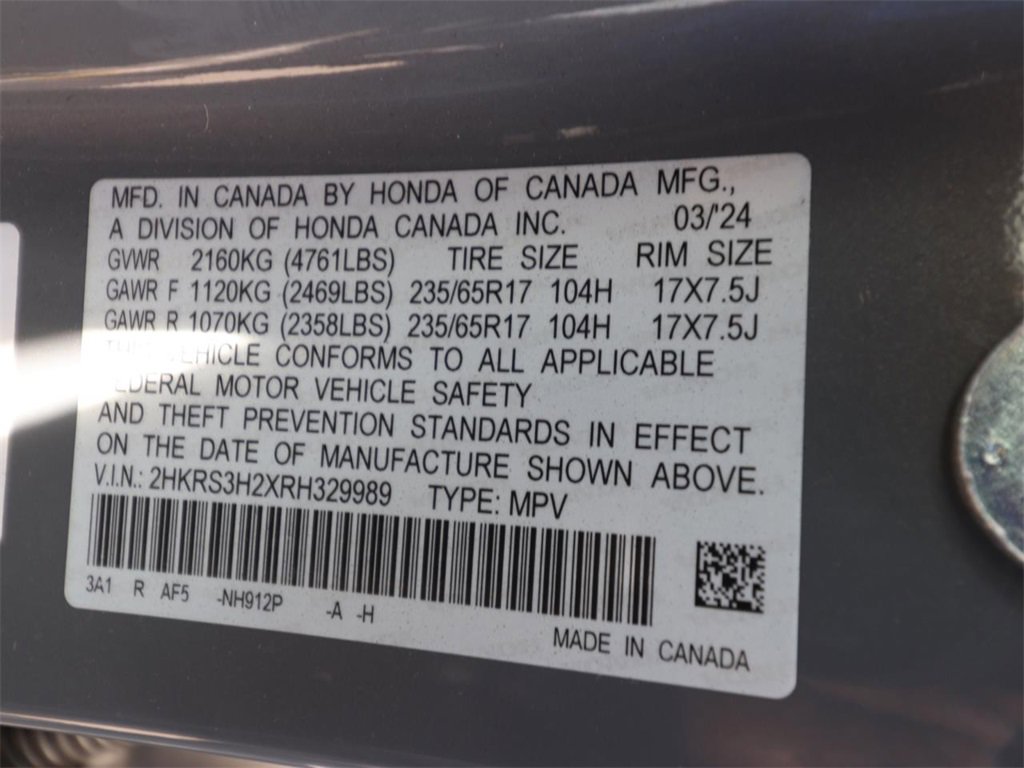 MFD. IN CANADA BY HONDA OF CANADA MFG.,
A DIVISION OF HONDA CANADA INC. 03/'24
GVWR 2160KG (4761LBS) TIRE SIZE RIM SIZE
GAWR F 1120KG (2469LBS) 235/65R17 104H 17X7.5J
GAWR R 1070KG (2358LBS) 235/65R17 104H 17X7.5J
THIS VEHICLE CONFORMS TO ALL APPLICABLE
FEDERAL MOTOR VEHICLE SAFETY
AND THEFT PREVENTION STANDARDS IN EFFECT
ON THE DATE OF MANUFACTURE SHOWN ABOVE.
V.I.N.: 2HKRS3H2XRH329989 TYPE: MPV
3A1 R AF5 -NH912P -A -H
MADE IN CANADA